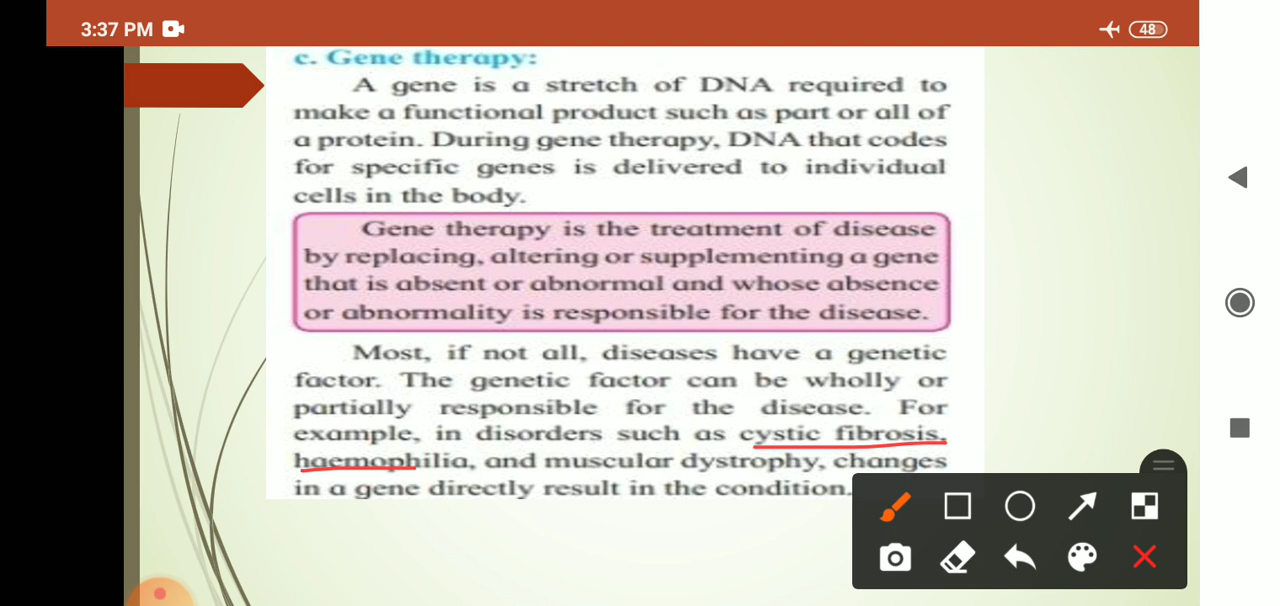 3:37 PM
48
c. Gene therapy:
A gene is a stretch of DNA required to
make a functional product such as part or all of
a protein. During gene therapy, DNA that codes
for specific genes is delivered to individual
cells in the body.
Gene therapy is the treatment of disease
by replacing, altering or supplementing a gene
that is absent or abnormal and whose absence
or abnormality is responsible for the disease.
Most, if not all, diseases have a genetic
factor. The genetic factor can be wholly or
partially responsible for the disease. For
example, in disorders such as cystic fibrosis,
haemophilia, and muscular dystrophy, changes
in a gene directly result in the condition.